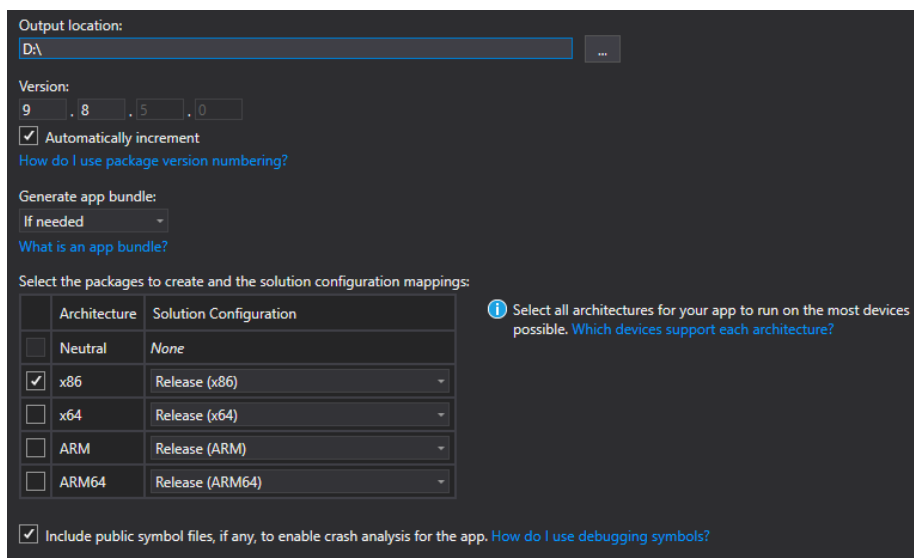 Output location:
D:\
...
Version:
9 . 8 . 5 . 0
Automatically increment
How do I use package version numbering?
Generate app bundle:
If needed
What is an app bundle?
Select the packages to create and the solution configuration mappings:
Architecture Solution Configuration
Neutral None
x86 Release (x86)
x64 Release (x64)
ARM Release (ARM)
ARM64 Release (ARM64)
Select all architectures for your app to run on the most devices
possible. Which devices support each architecture?
Include public symbol files, if any, to enable crash analysis for the app. How do I use debugging symbols?